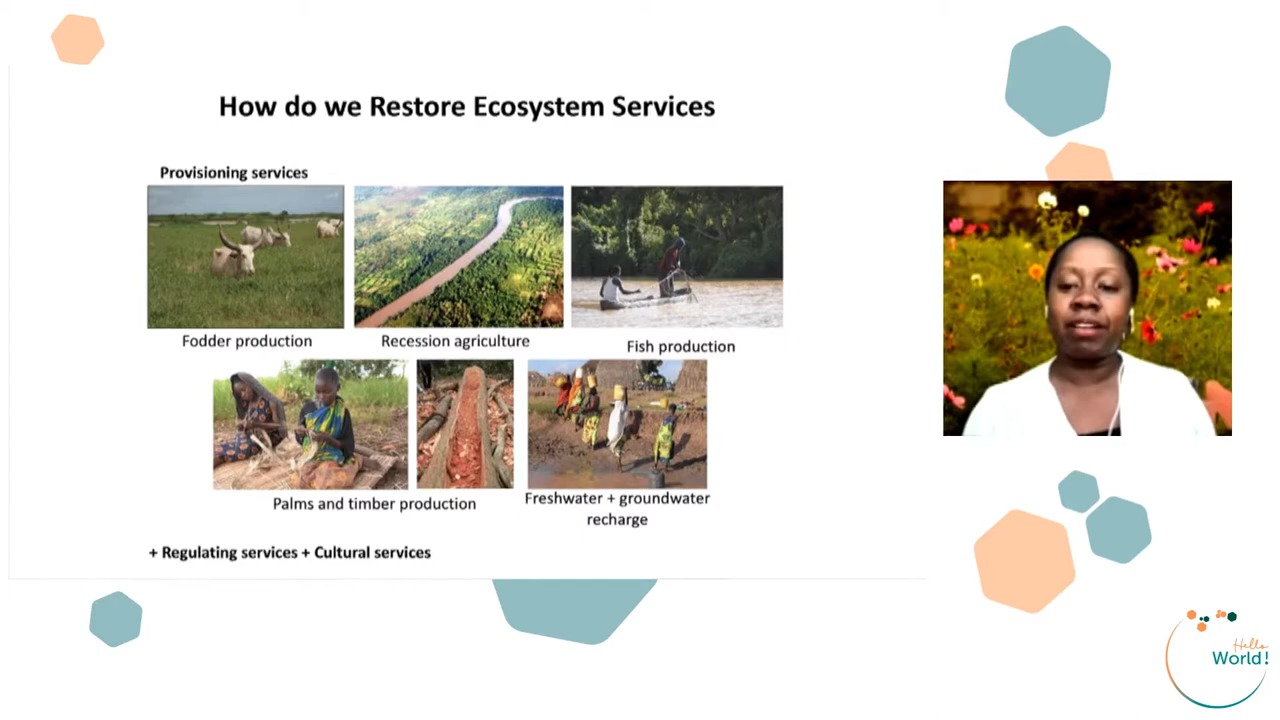 How do we Restore Ecosystem Services
Provisioning services
Fodder production
Recession agriculture
Fish production
Palms and timber production
Freshwater + groundwater
recharge
+ Regulating services + Cultural services
Hello
World!